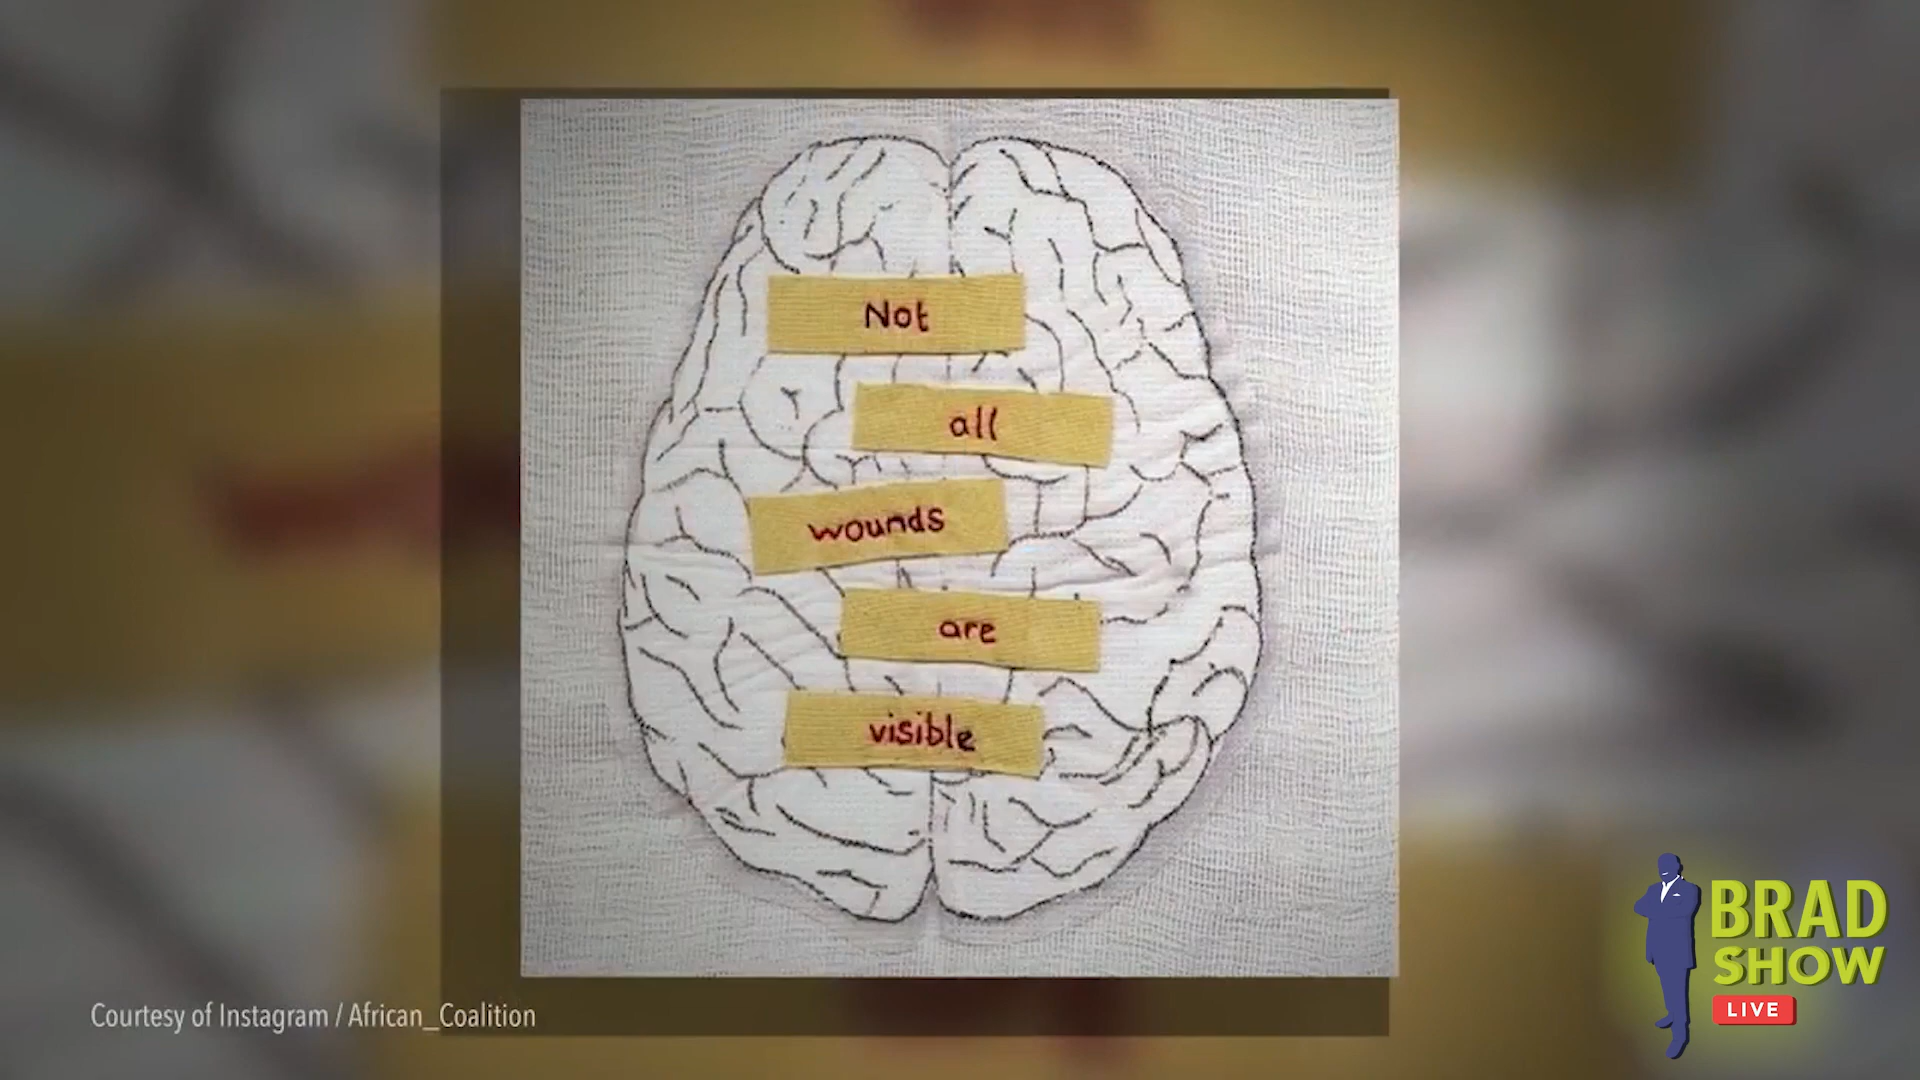 Not
all
wounds
are
visible
Courtesy of Instagram / African_Coalition
BRAD
SHOW
LIVE